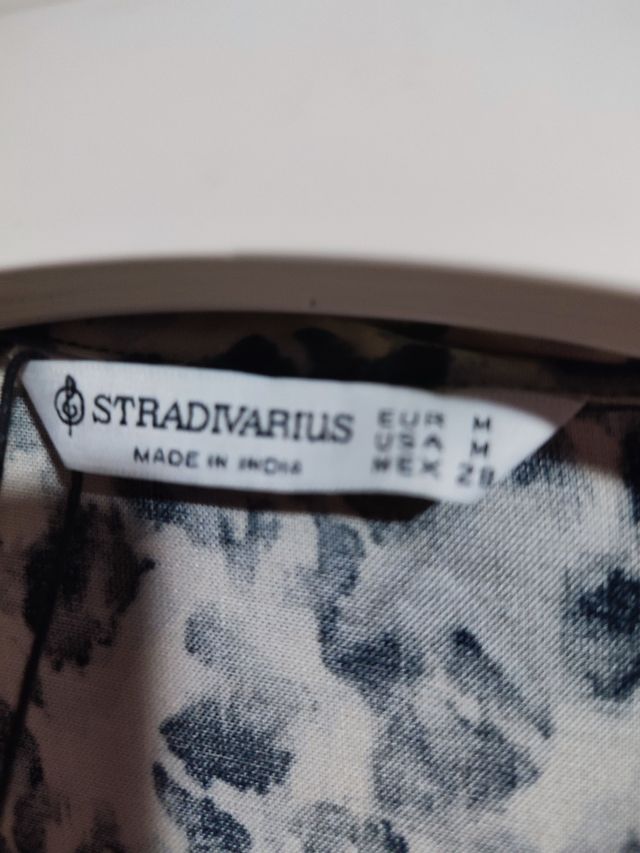 STRADIVARIUS
MADE IN INDIA
EUR M
USA M
MEX 28